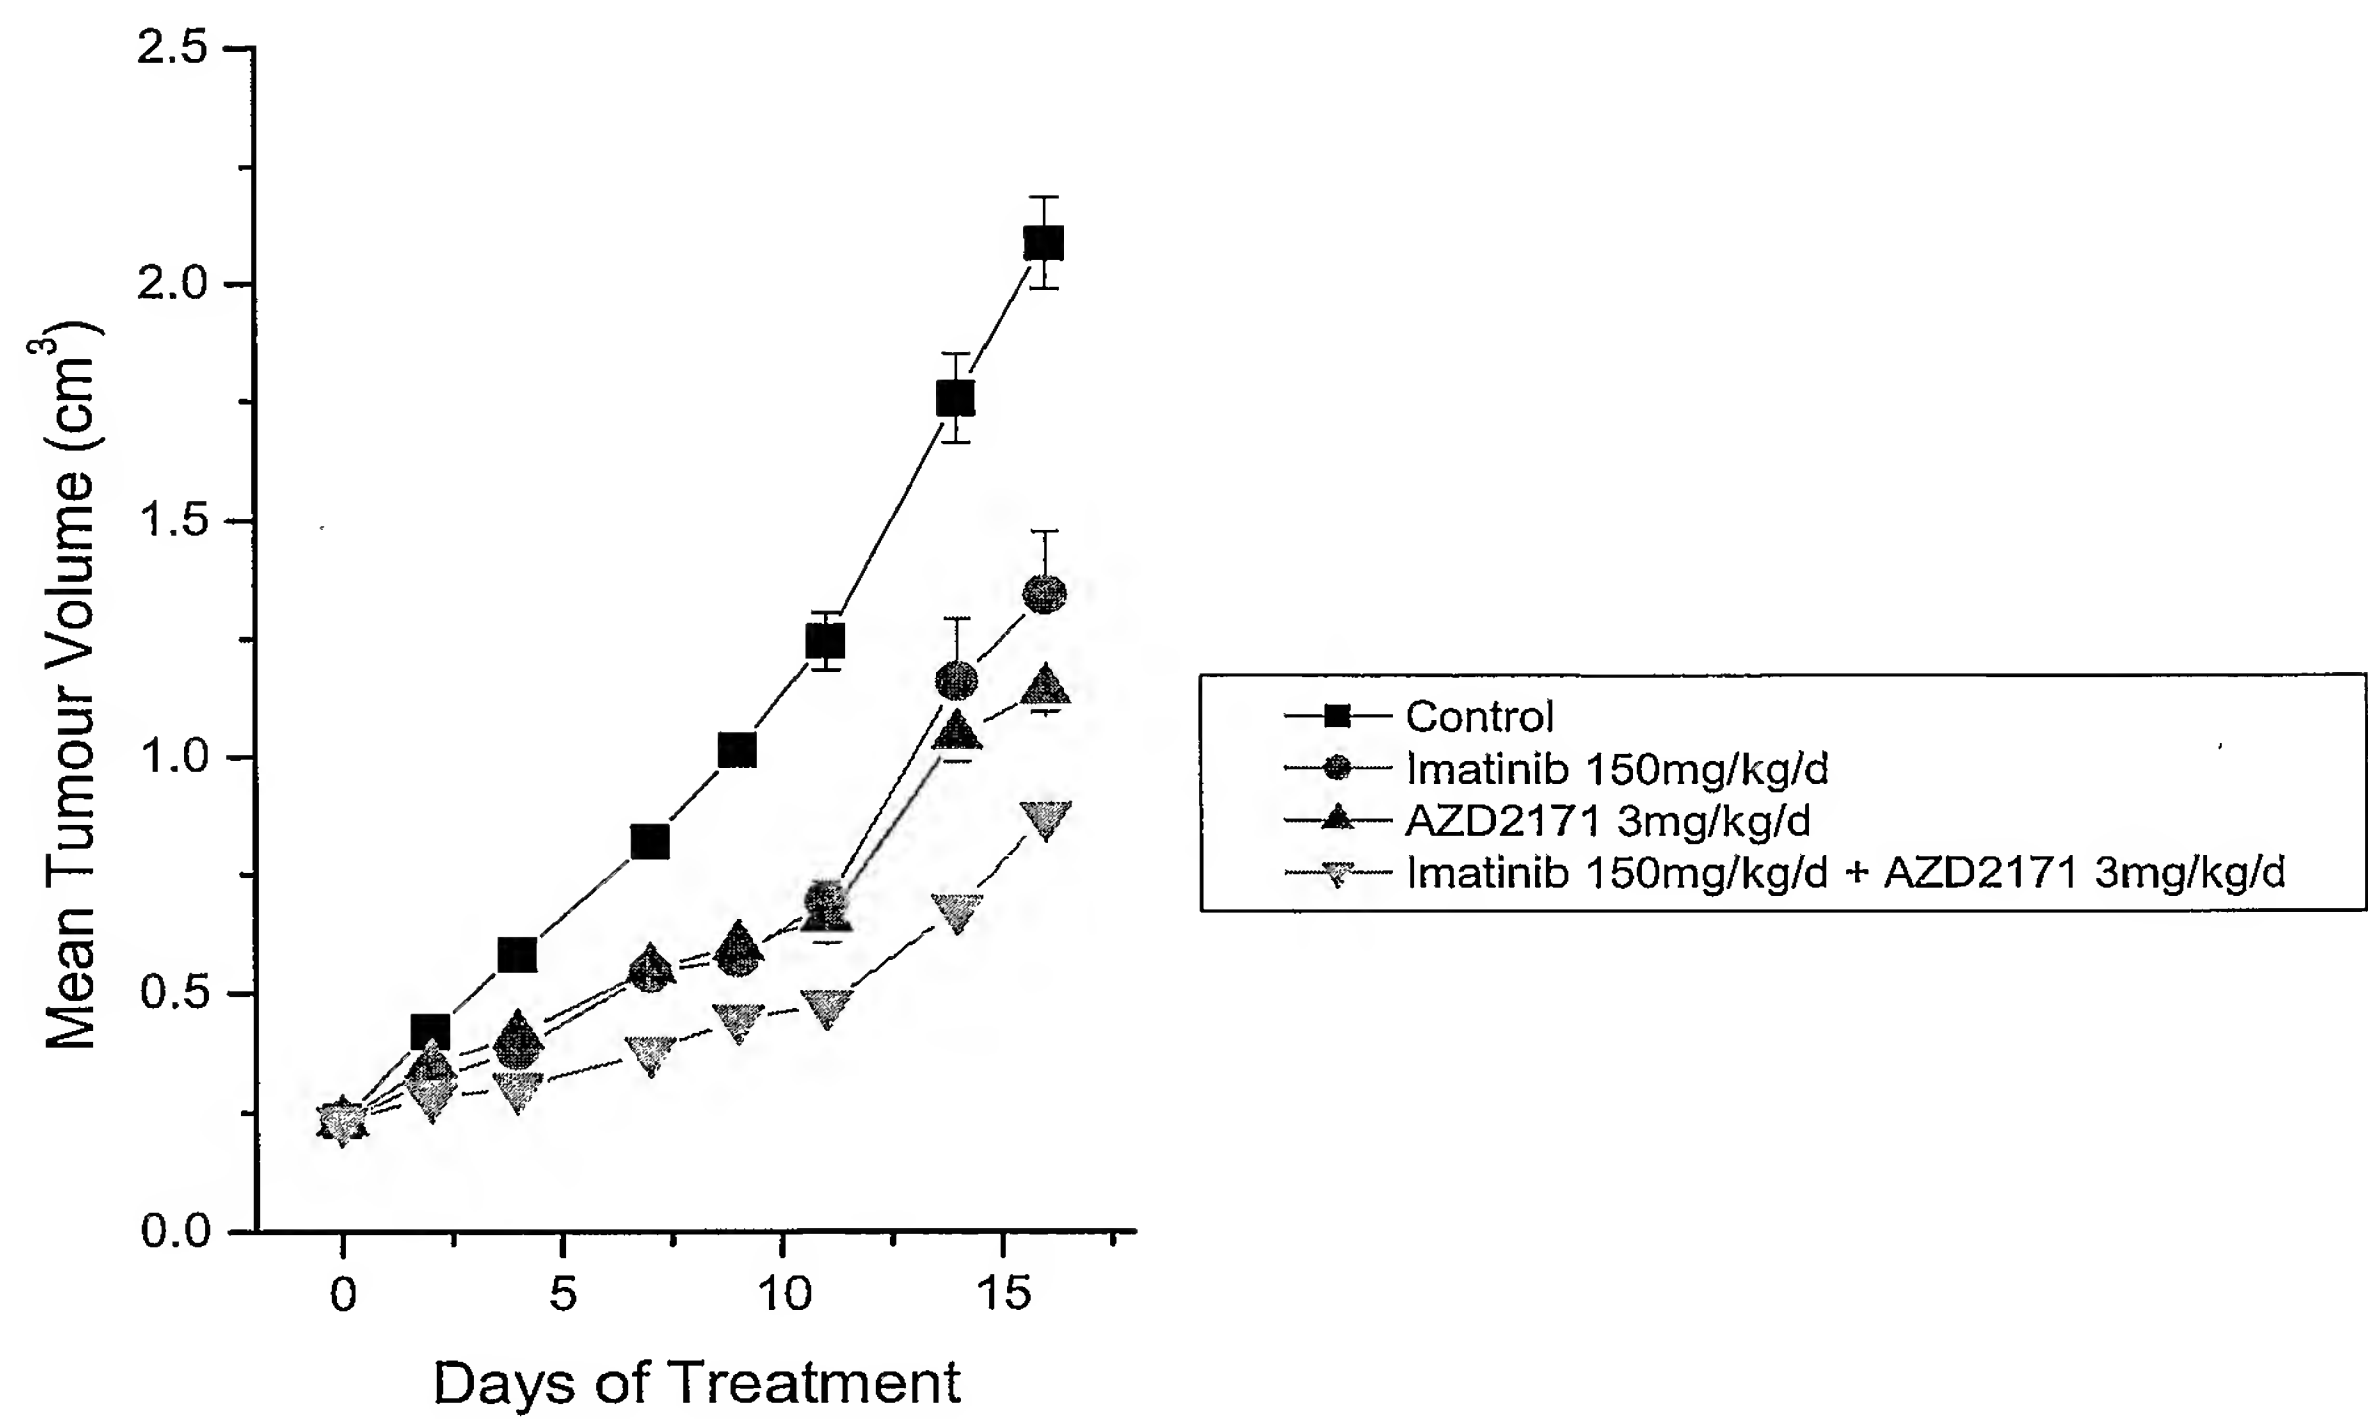 2.5
2.0
1.5
1.0
0.5
0.0
Mean Tumour Volume (cm³)
0 5 10 15
Days of Treatment
Control
Imatinib 150mg/kg/d
AZD2171 3mg/kg/d
Imatinib 150mg/kg/d + AZD2171 3mg/kg/d